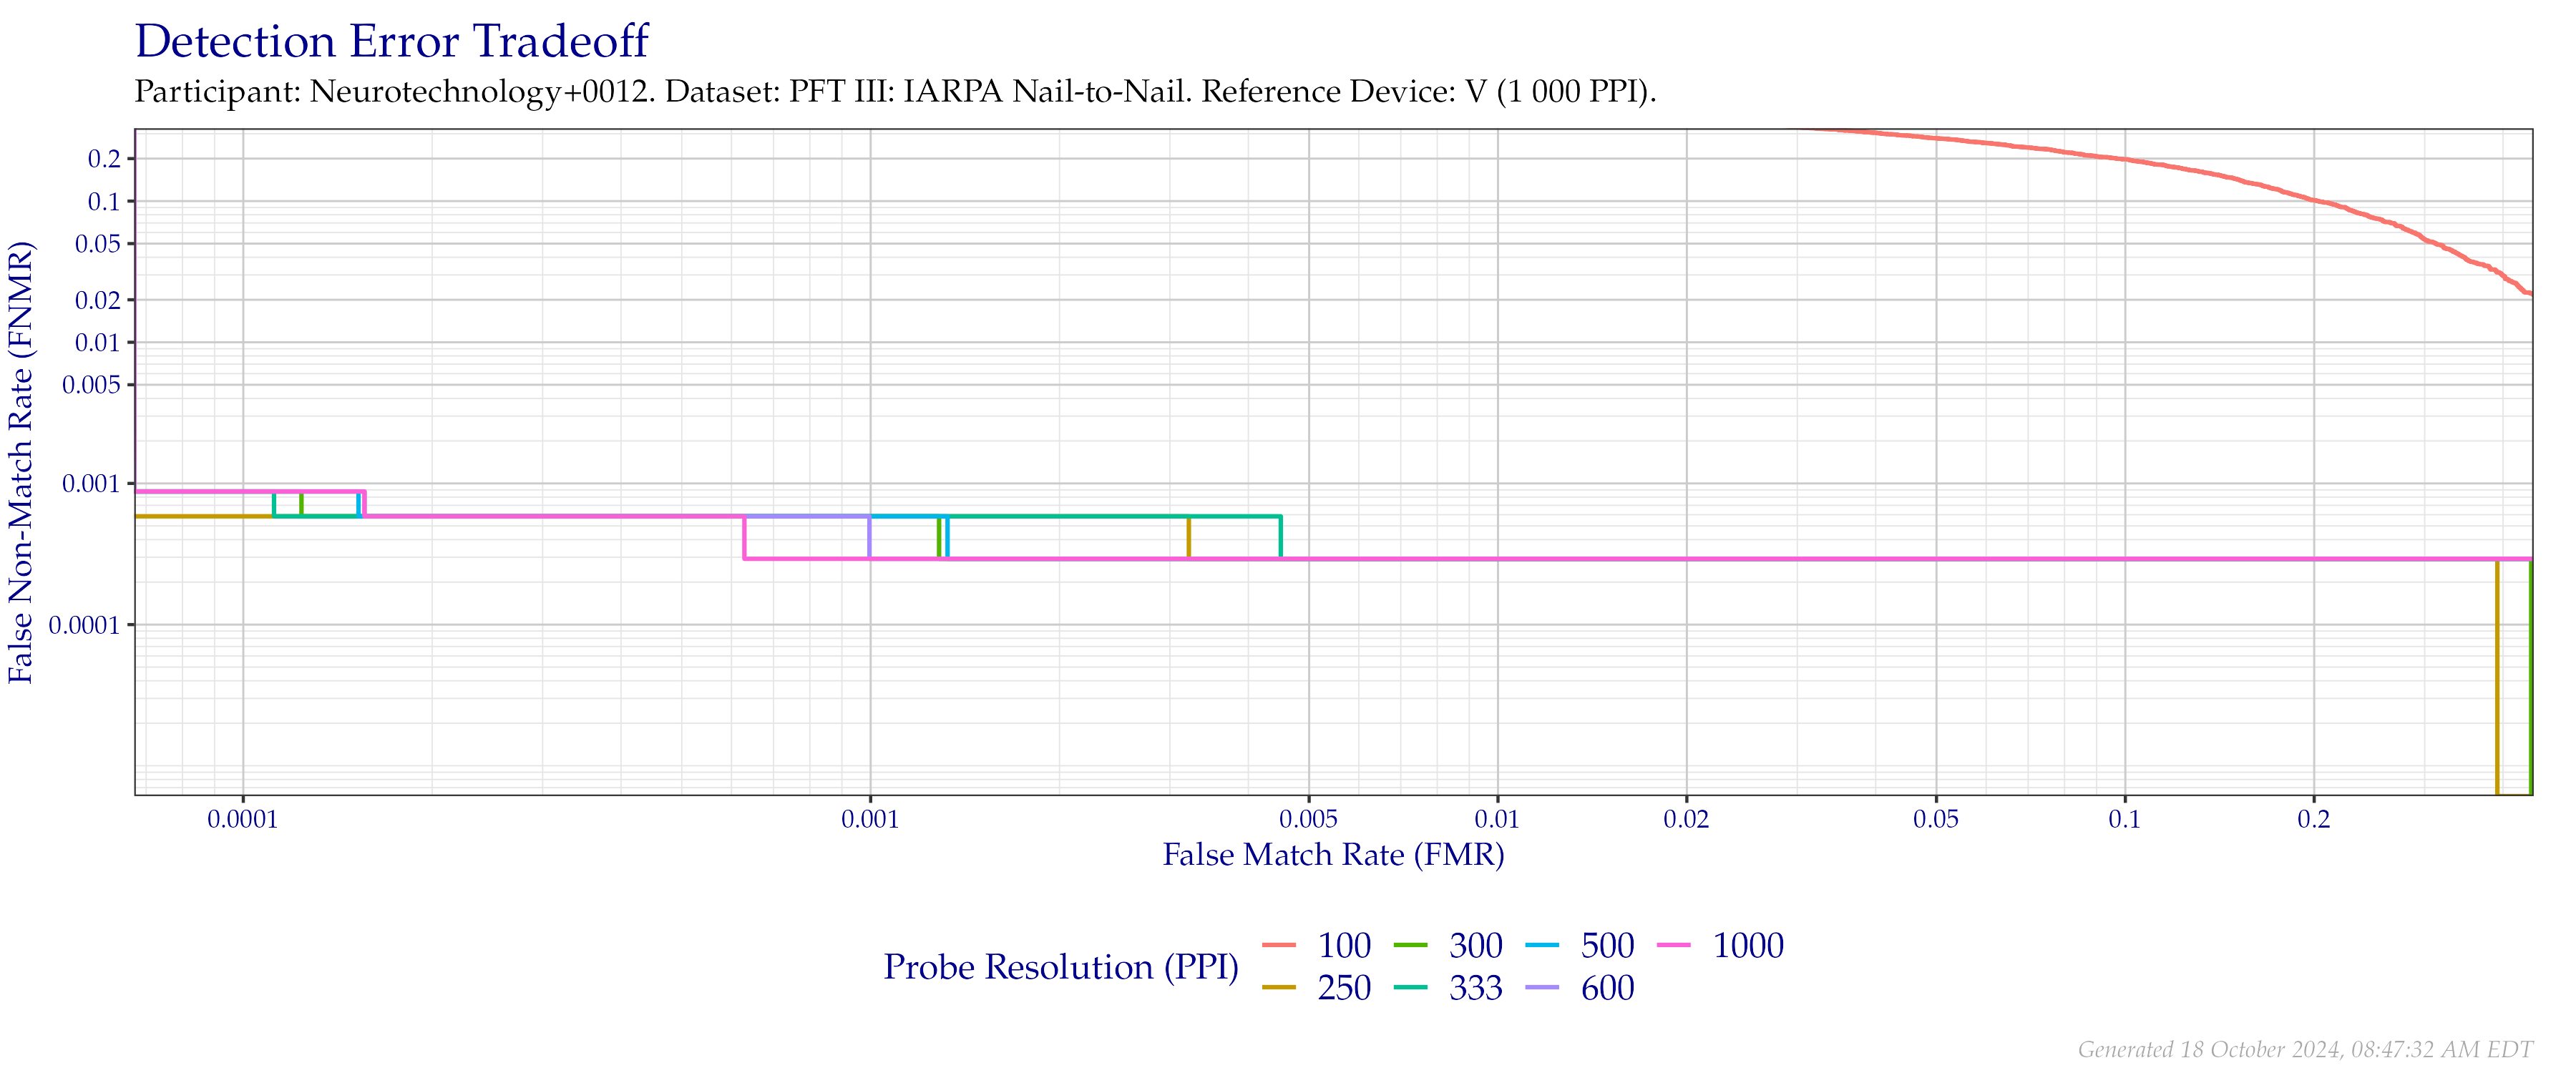 Detection Error Tradeoff
Participant: Neurotechnology+0012. Dataset: PFT III: IARPA Nail-to-Nail. Reference Device: V (1 000 PPI).
False Non-Match Rate (FNMR)
0.2
0.1
0.05
0.02
0.01
0.005
0.001
0.0001
0.0001 0.001 0.005 0.01 0.02 0.05 0.1 0.2
False Match Rate (FMR)
Probe Resolution (PPI)
100 300 500 1000
250 333 600
Generated 18 October 2024, 08:47:32 AM EDT